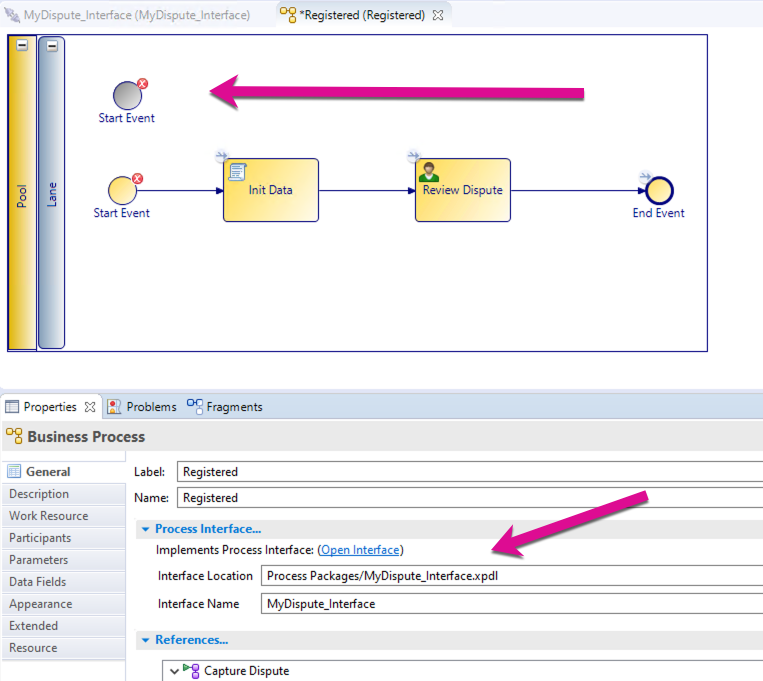 MyDispute_Interface (MyDispute_Interface)
*Registered (Registered)
Pool
Lane
Start Event
Init Data
Review Dispute
Start Event
End Event
Properties
Problems
Fragments
Business Process
General
Description
Work Resource
Participants
Parameters
Data Fields
Appearance
Extended
Resource
Label: Registered
Name: Registered
Process Interface...
Implements Process Interface: (Open Interface)
Interface Location Process Packages/MyDispute_Interface.xpdl
Interface Name MyDispute_Interface
References...
Capture Dispute